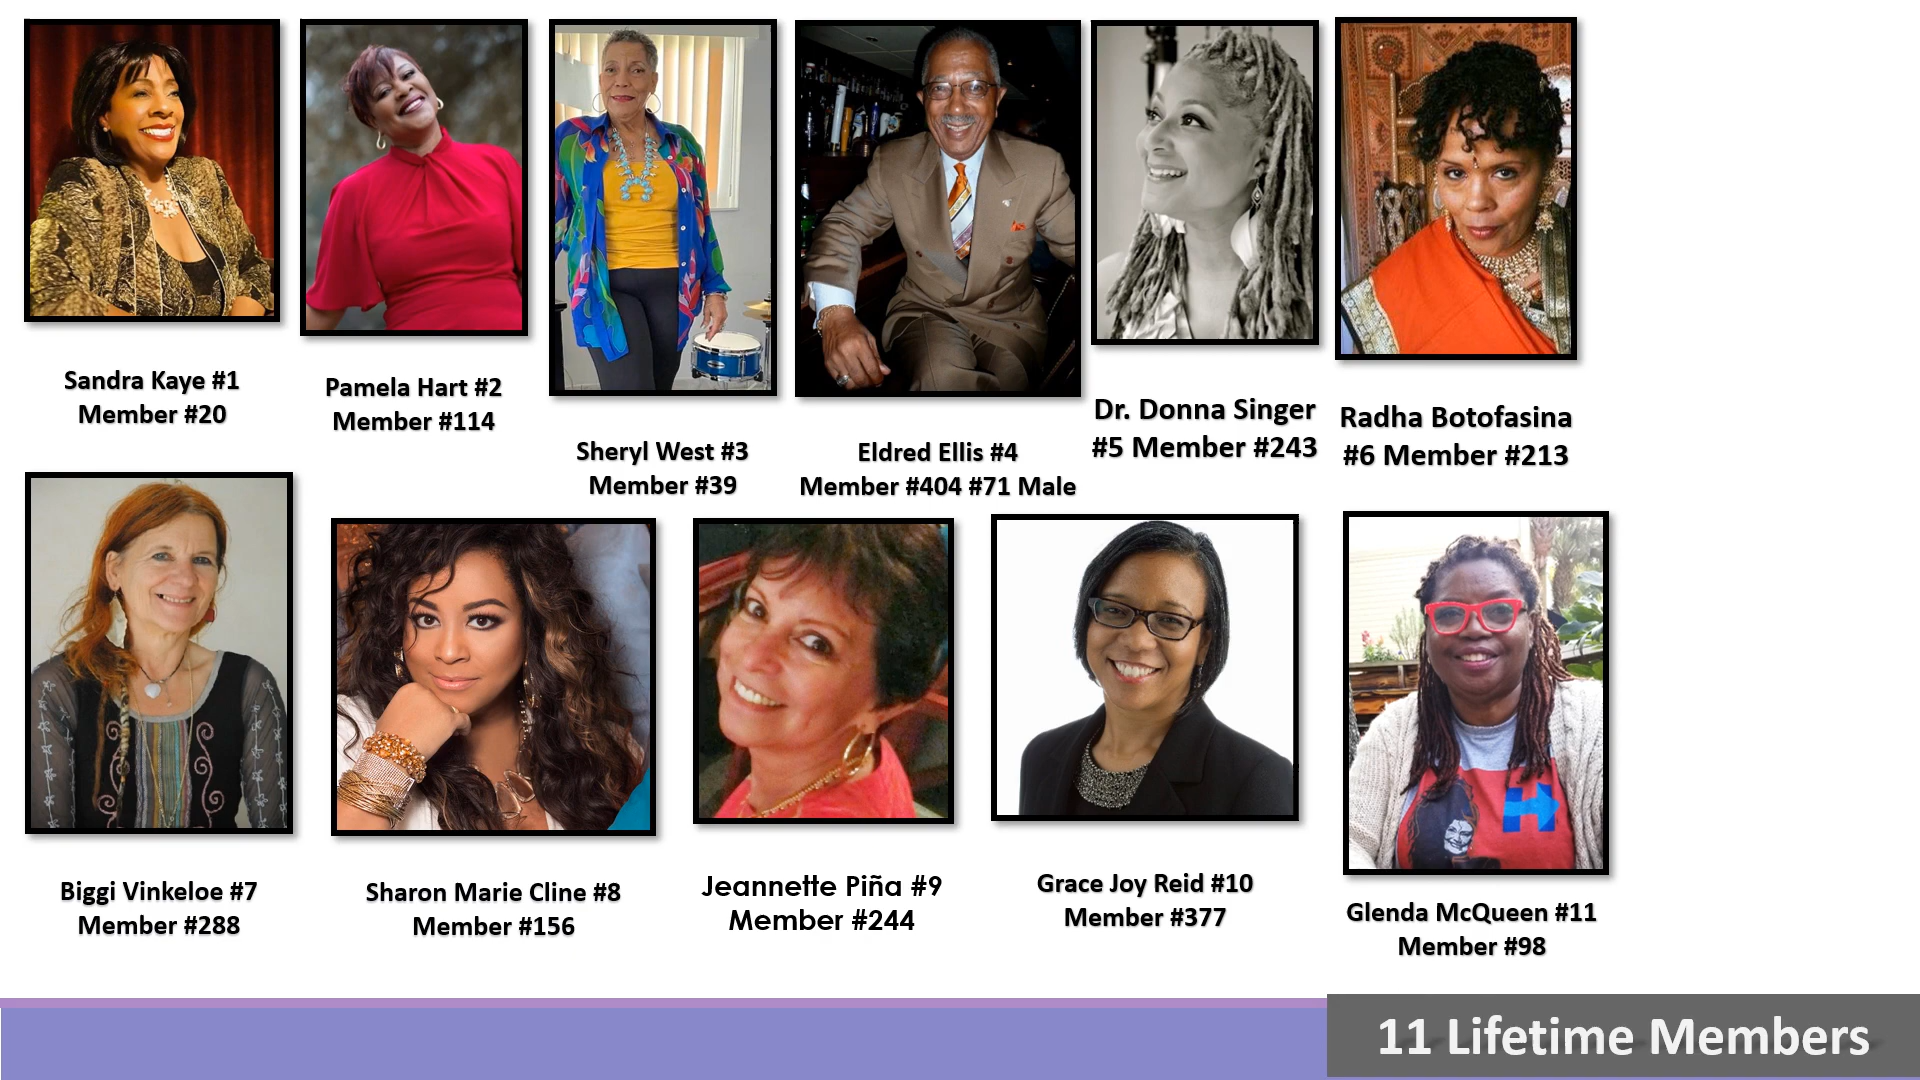 Sandra Kaye #1
Member #20
Pamela Hart #2
Member #114
Sheryl West #3
Member #39
Eldred Ellis #4
Member #404 #71 Male
Dr. Donna Singer
#5 Member #243
Radha Botofasina
#6 Member #213
Biggi Vinkeloe #7
Member #288
Sharon Marie Cline #8
Member #156
Jeannette Piña #9
Member #244
Grace Joy Reid #10
Member #377
Glenda McQueen #11
Member #98
11 Lifetime Members